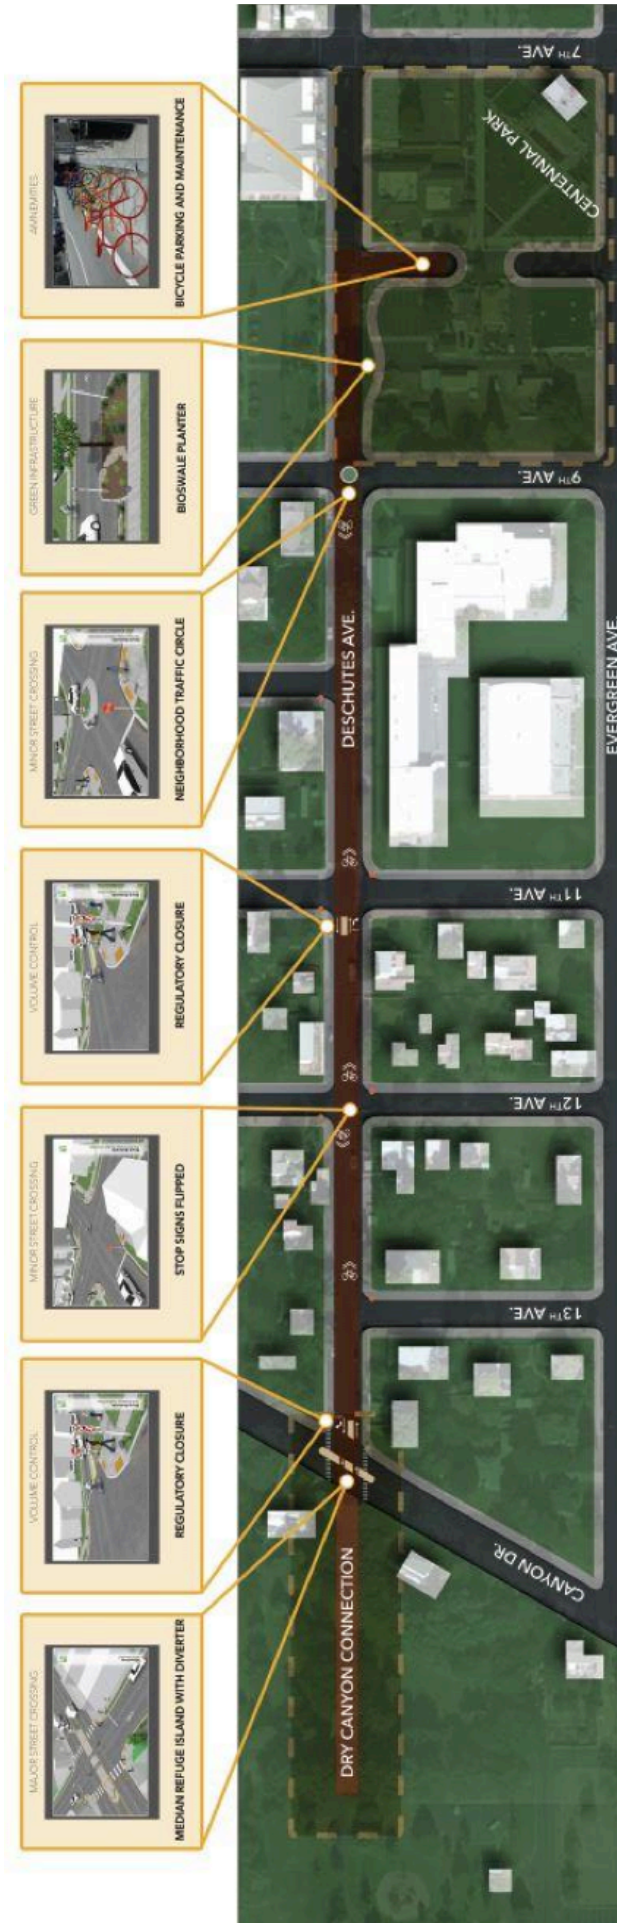 MAJOR STREET CROSSING
MEDIAN REFUGE ISLAND WITH DIVERTER
VOLUME CONTROL
REGULATORY CLOSURE
MINOR STREET CROSSING
STOP SIGNS FLIPPED
VOLUME CONTROL
REGULATORY CLOSURE
MINOR STREET CROSSING
NEIGHBORHOOD TRAFFIC CIRCLE
GREEN INFRASTRUCTURE
BIOSWALE PLANTER
AMNENITIES
BICYCLE PARKING AND MAINTENANCE
DRY CANYON CONNECTION
CANYON DR.
13TH AVE.
12TH AVE.
11TH AVE.
DESCHUTES AVE.
9TH AVE.
EVERGREEN AVE.
CENTENNIAL PARK
7TH AVE.